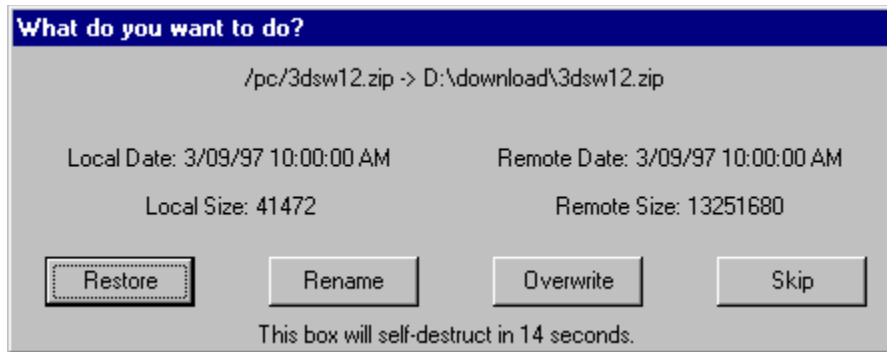 What do you want to do?
/pc/3dsw12.zip -> D:\download\3dsw12.zip
Local Date: 3/09/97 10:00:00 AM Remote Date: 3/09/97 10:00:00 AM
Local Size: 41472 Remote Size: 13251680
Restore Rename Overwrite Skip
This box will self-destruct in 14 seconds.